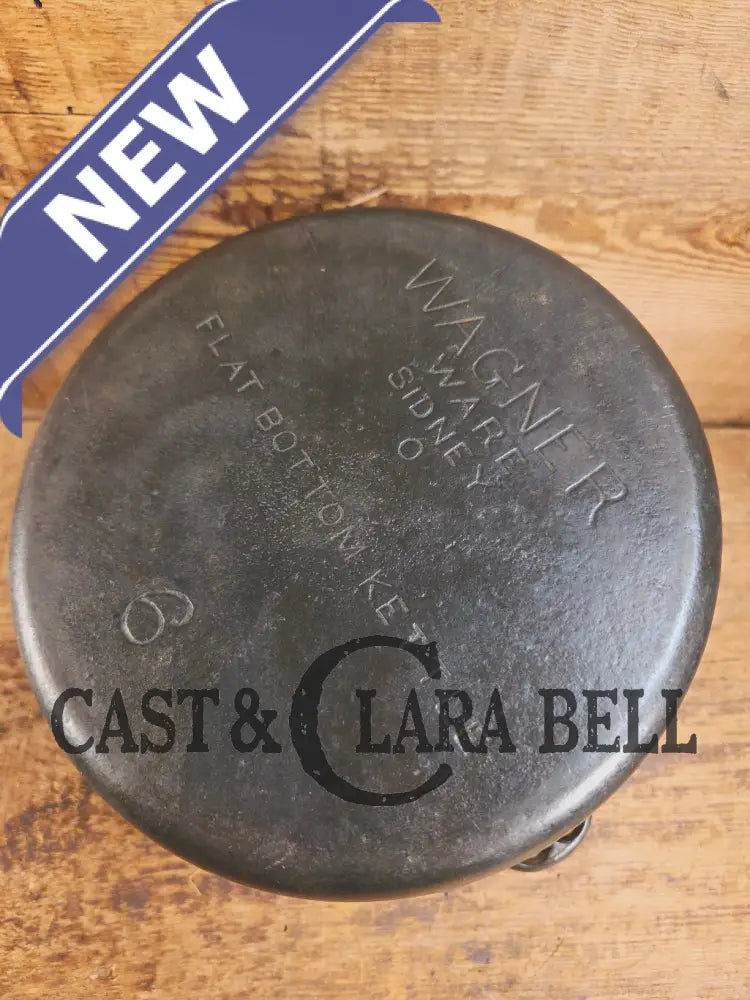 NEW
WAGNER
WARE
SIDNEY
O
FLAT BOTTOM KET
6
CAST & CLARA BELL